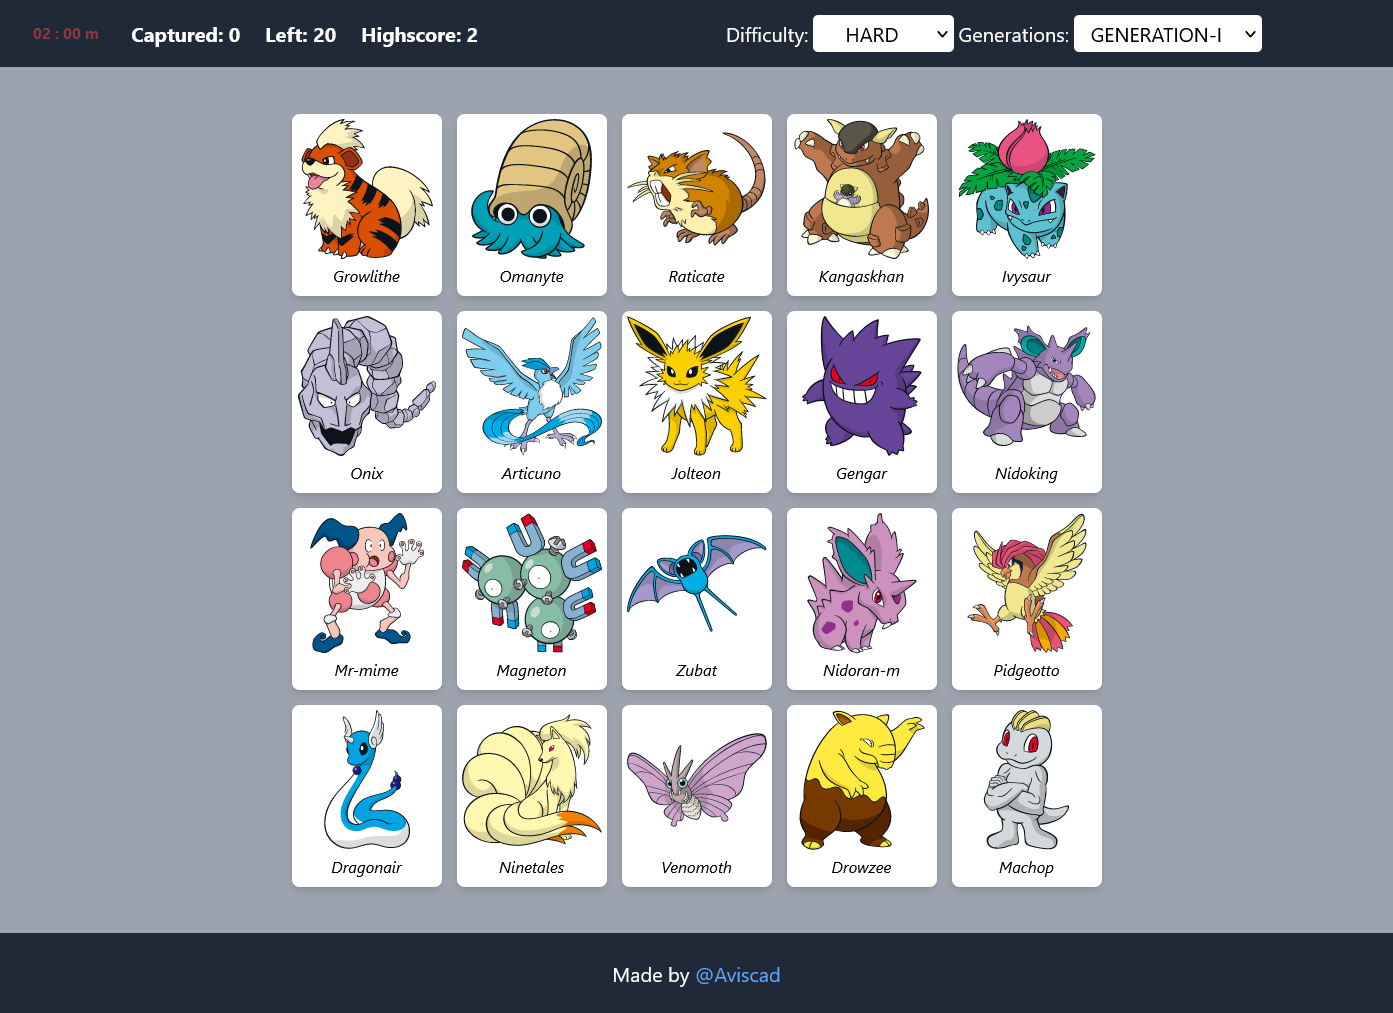 02 : 00 m Captured: 0 Left: 20 Highscore: 2 Difficulty: HARD Generations: GENERATION-I
Growlithe Omanyte Raticate Kangaskhan Ivysaur
Onix Articuno Jolteon Gengar Nidoking
Mr-mime Magneton Zubat Nidoran-m Pidgeotto
Dragonair Ninetales Venomoth Drowzee Machop
Made by @Aviscad